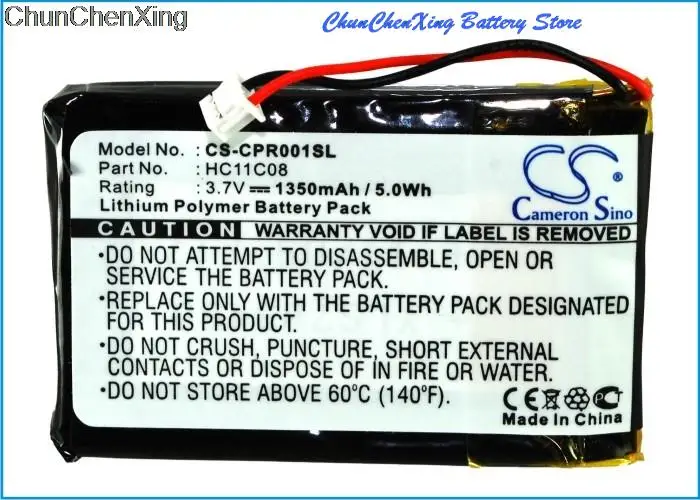 ChunChenXing
ChunChenXing Battery Store
Model No. : CS-CPR001SL
Part No. : HC11C08
Rating : 3.7V ⎓ 1350mAh / 5.0Wh
Lithium Polymer Battery Pack
CS
Cameron Sino
CAUTION WARRANTY VOID IF LABEL IS REMOVED
•DO NOT ATTEMPT TO DISASSEMBLE, OPEN OR
SERVICE THE BATTERY PACK.
•REPLACE ONLY WITH THE BATTERY PACK DESIGNATED
FOR THIS PRODUCT.
•DO NOT CRUSH, PUNCTURE, SHORT EXTERNAL
CONTACTS, OR DISPOSE OF IN FIRE OR WATER.
•DO NOT STORE ABOVE 60°C (140°F).
CE
Made In China